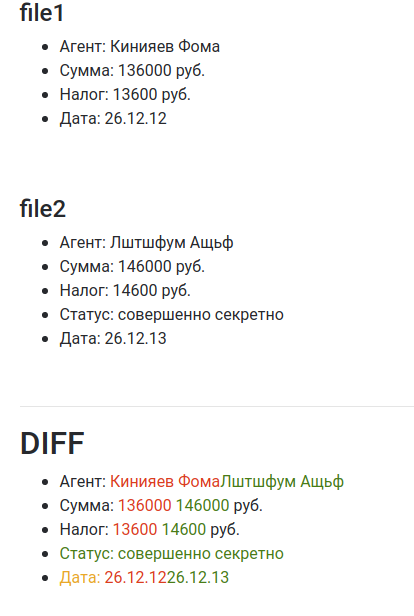 file1
Агент: Киняев Фома
Сумма: 136000 руб.
Налог: 13600 руб.
Дата: 26.12.12
file2
Агент: Лштшфум Ащьф
Сумма: 146000 руб.
Налог: 14600 руб.
Статус: совершенно секретно
Дата: 26.12.13
DIFF
Агент: Киняев ФомаЛштшфум Ащьф
Сумма: 136000 146000 руб.
Налог: 13600 14600 руб.
Статус: совершенно секретно
Дата: 26.12.1226.12.13